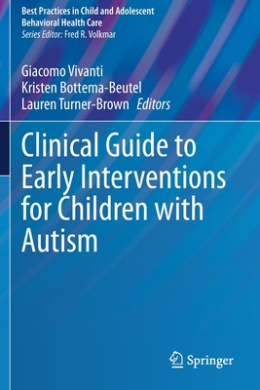 Best Practices in Child and Adolescent
Behavioral Health Care
Series Editor: Fred R. Volkmar
Giacomo Vivanti
Kristen Bottema-Beutel
Lauren Turner-Brown Editors
Clinical Guide to
Early Interventions
for Children with
Autism
Springer